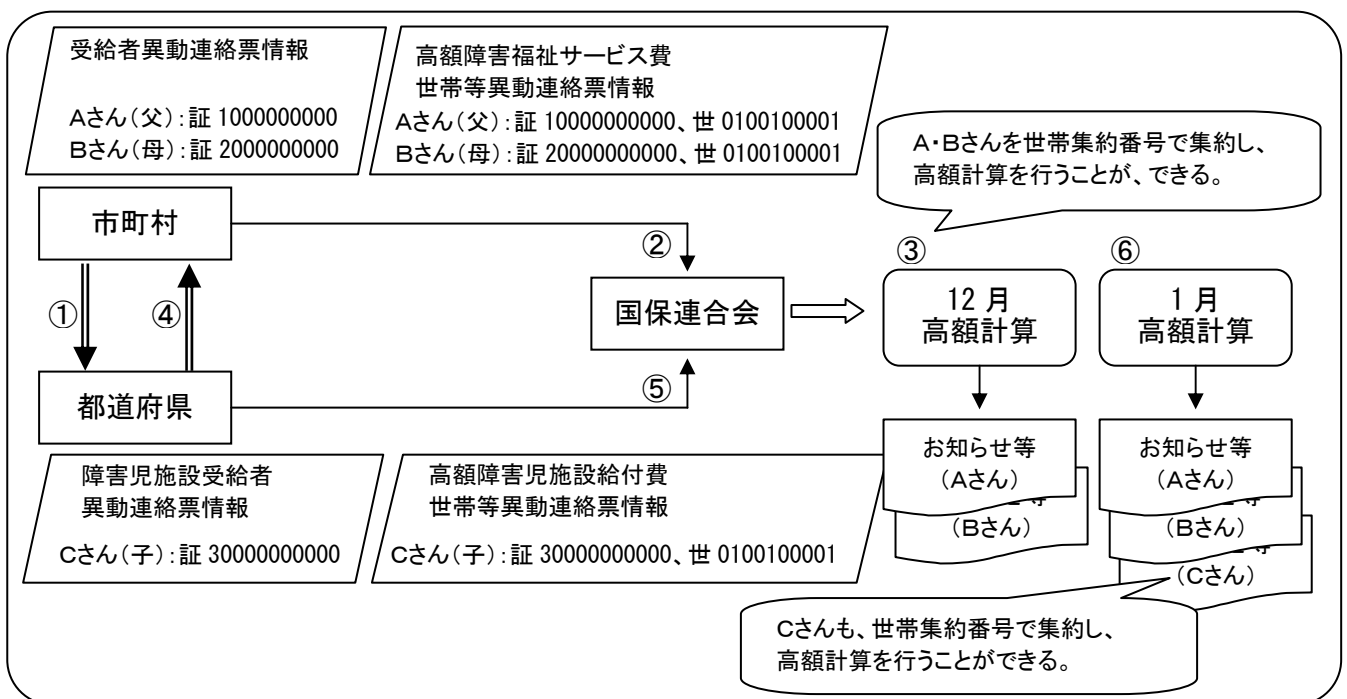 受給者異動連絡票情報
Aさん(父):証 1000000000
Bさん(母):証 2000000000
高額障害福祉サービス費
世帯等異動連絡票情報
Aさん(父):証 10000000000、世 0100100001
Bさん(母):証 20000000000、世 0100100001
A・Bさんを世帯集約番号で集約し、
高額計算を行うことが、できる。
市町村
①
④
都道府県
②
国保連合会
⑤
③
12 月
高額計算
⑥
1 月
高額計算
お知らせ等
(Aさん)
(Bさん)
お知らせ等
(Aさん)
(Bさん)
(Cさん)
障害児施設受給者
異動連絡票情報
Cさん(子):証 30000000000
高額障害児施設給付費
世帯等異動連絡票情報
Cさん(子):証 30000000000、世 0100100001
Cさんも、世帯集約番号で集約し、
高額計算を行うことができる。